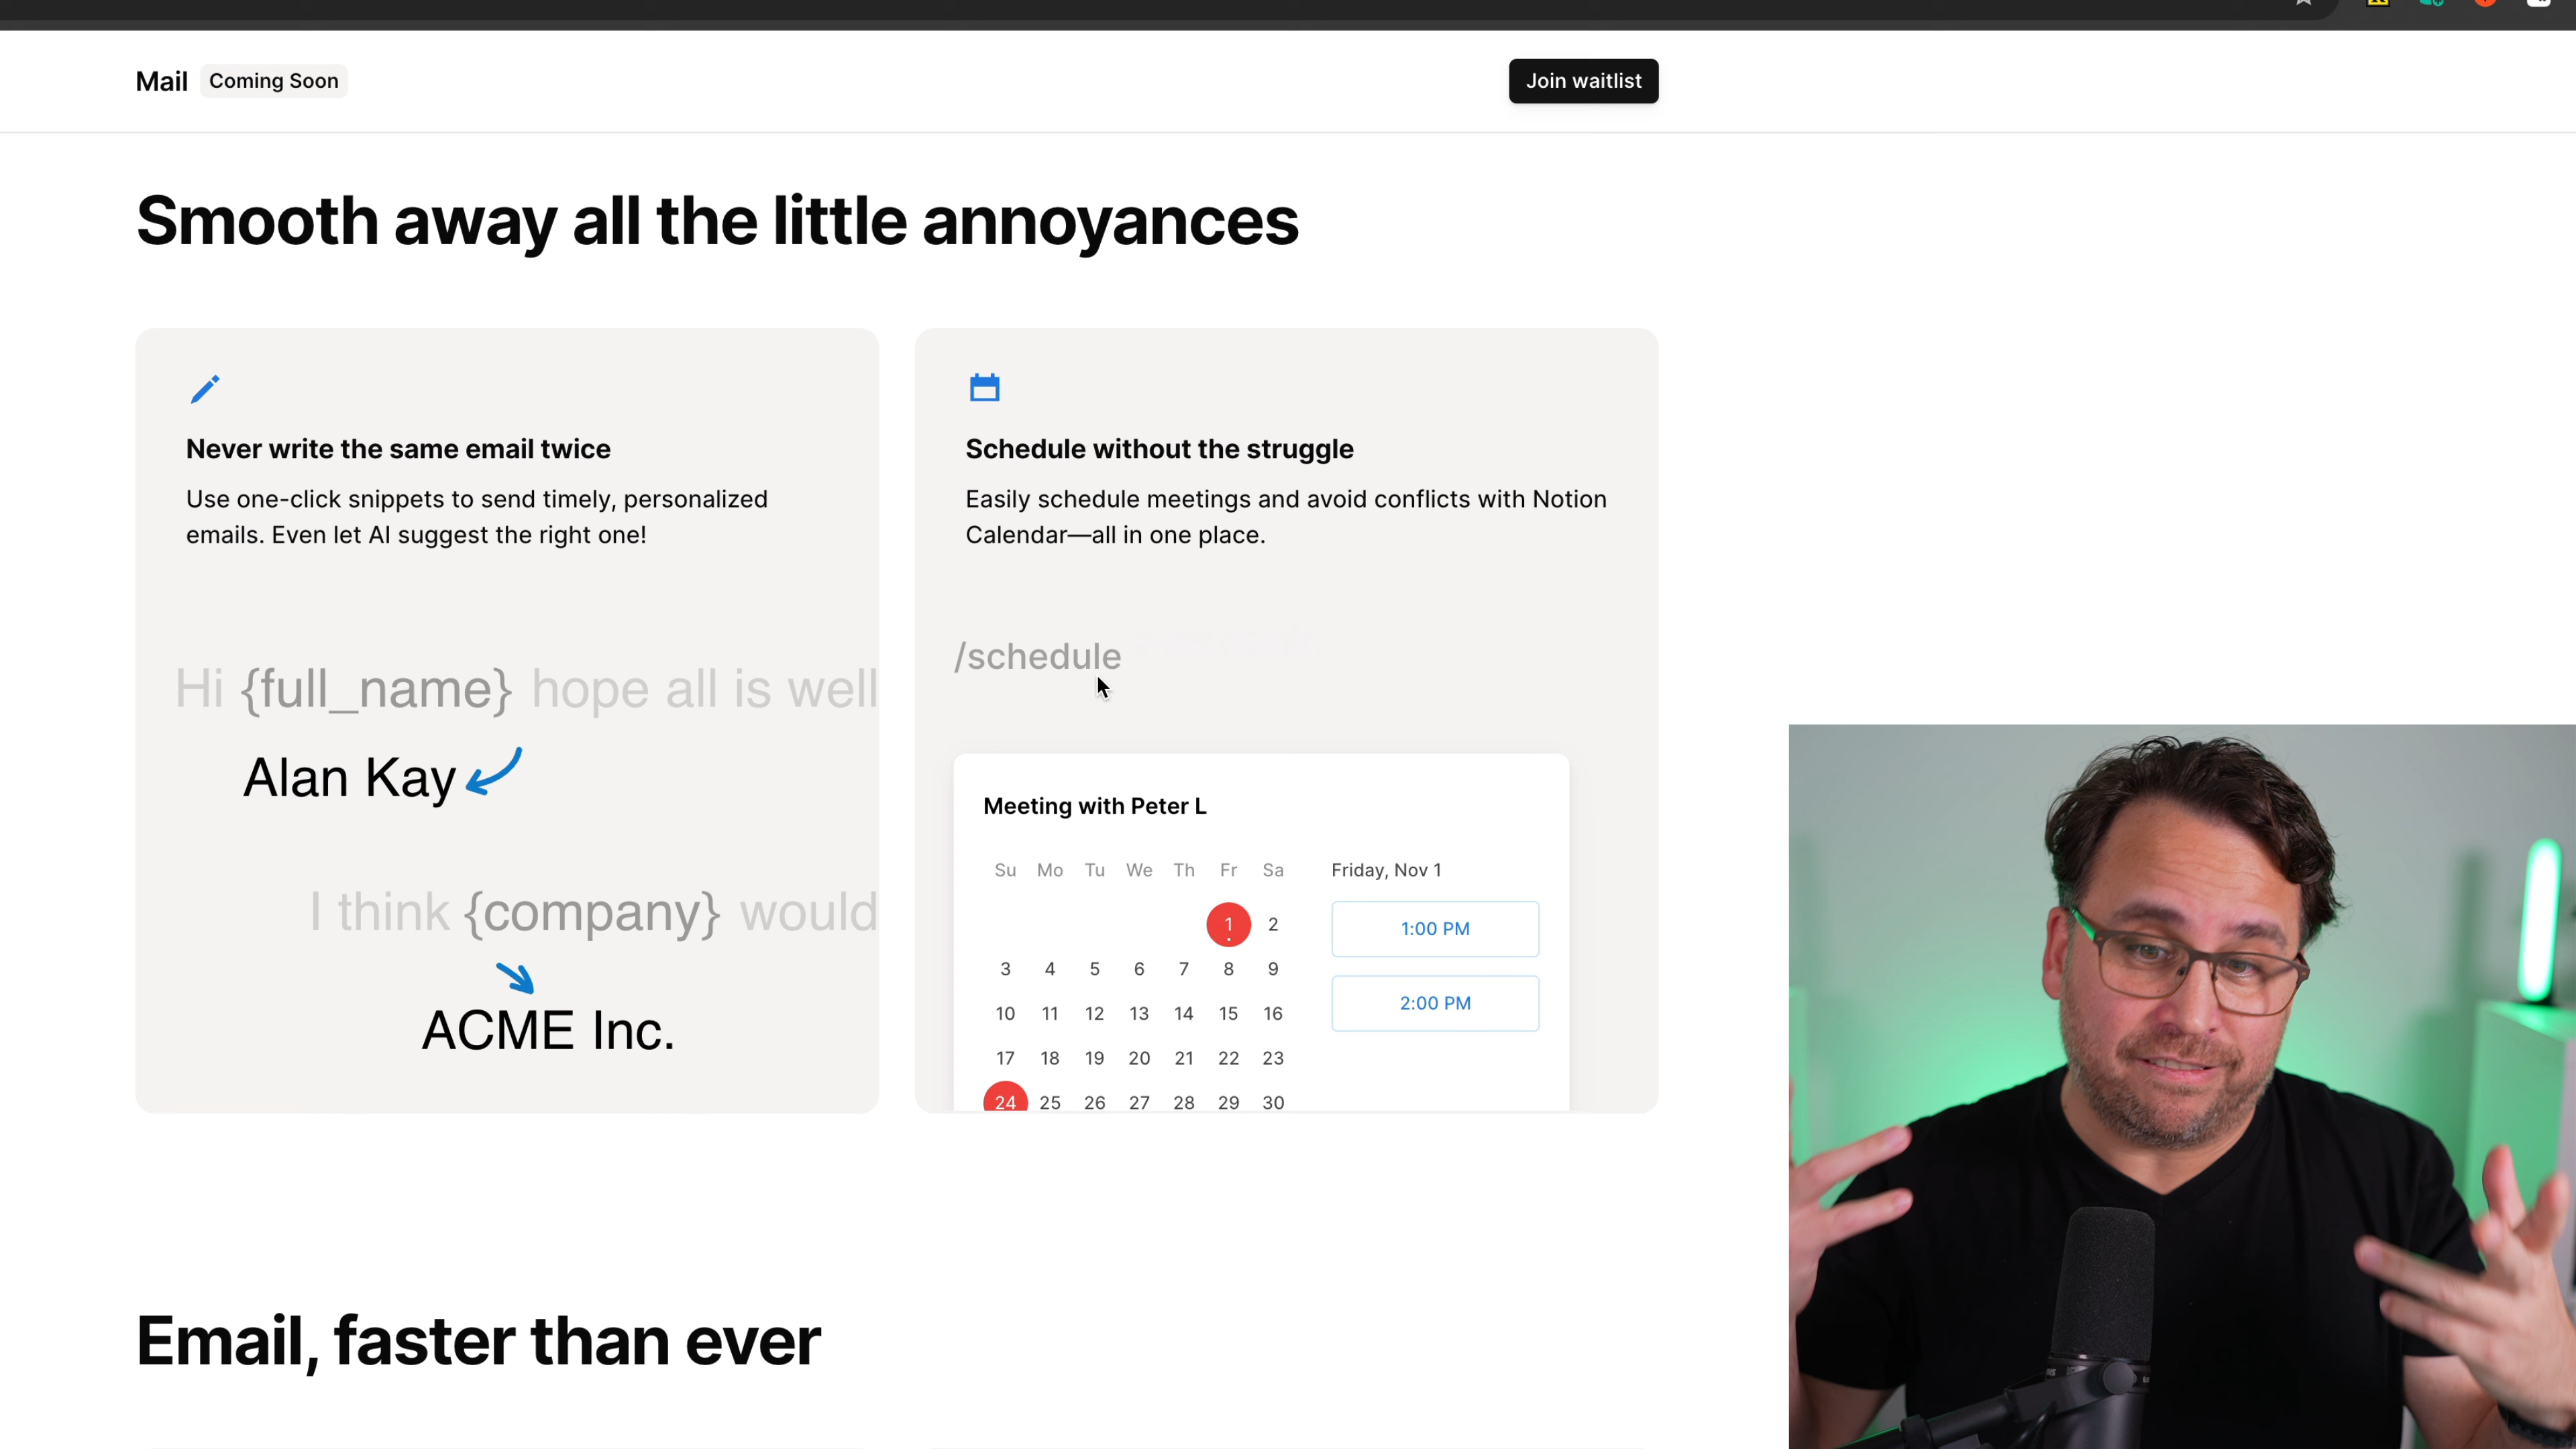 Mail Coming Soon
Join waitlist
Smooth away all the little annoyances
Never write the same email twice
Use one-click snippets to send timely, personalized
emails. Even let AI suggest the right one!
Hi {full_name} hope all is well
Alan Kay
I think {company} would
ACME Inc.
Schedule without the struggle
Easily schedule meetings and avoid conflicts with Notion
Calendar—all in one place.
/schedule
Meeting with Peter L
Su Mo Tu We Th Fr Sa
1 2
3 4 5 6 7 8 9
10 11 12 13 14 15 16
17 18 19 20 21 22 23
24 25 26 27 28 29 30
Friday, Nov 1
1:00 PM
2:00 PM
Email, faster than ever